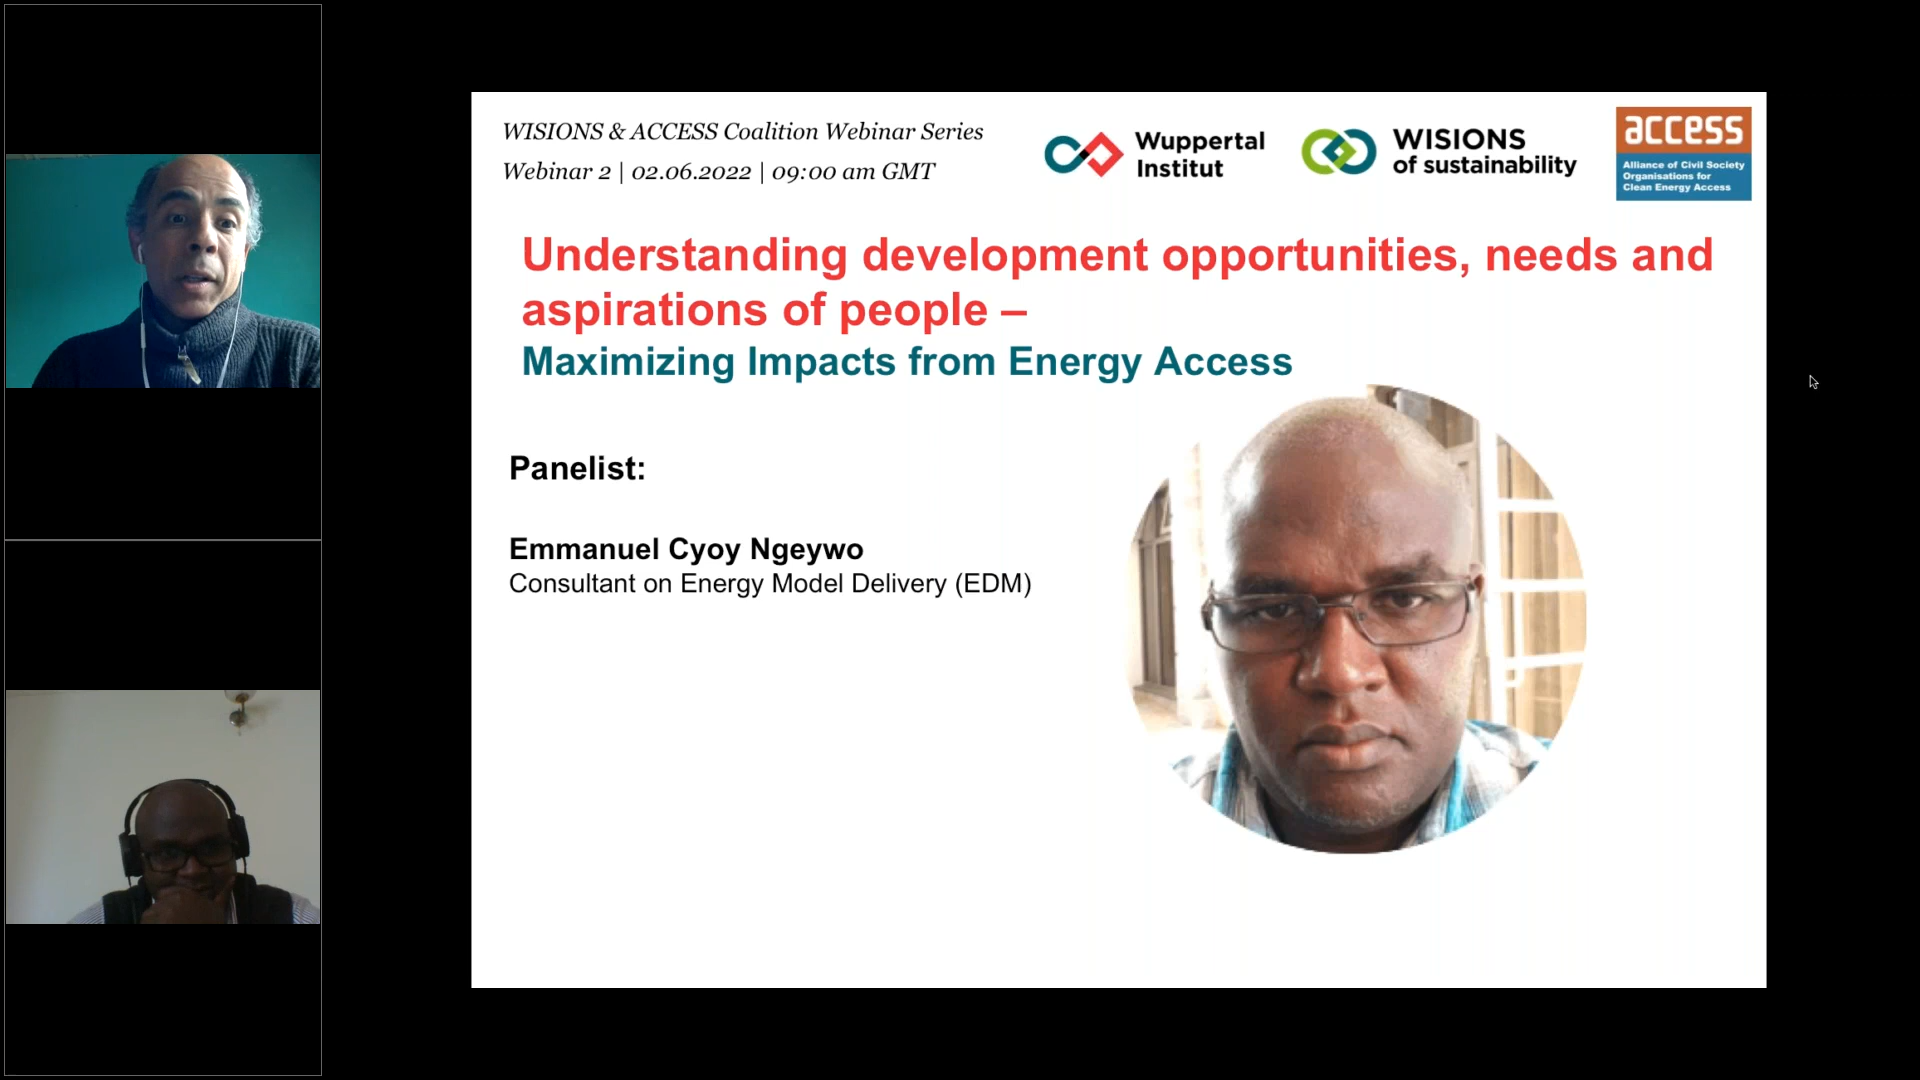 WISIONS & ACCESS Coalition Webinar Series
Webinar 2 | 02.06.2022 | 09:00 am GMT
Wuppertal
Institut
WISIONS
of sustainability
access
Alliance of Civil Society
Organisations for
Clean Energy Access
Understanding development opportunities, needs and
aspirations of people –
Maximizing Impacts from Energy Access
Panelist:
Emmanuel Cyoy Ngeywo
Consultant on Energy Model Delivery (EDM)